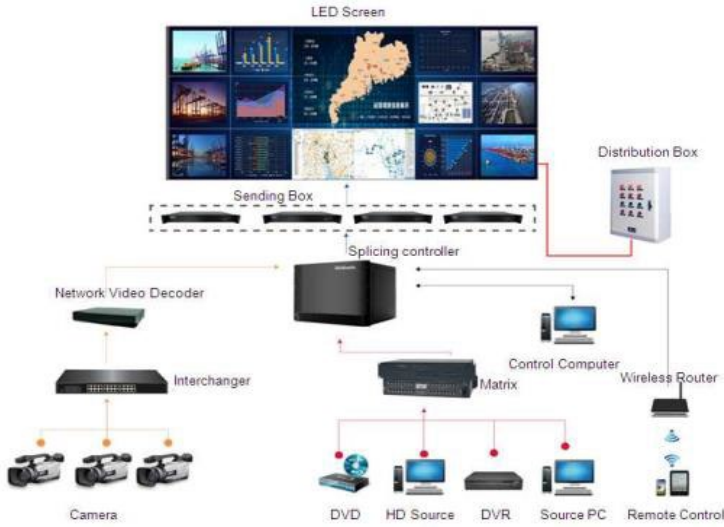 LED Screen
Distribution Box
Sending Box
Splicing controller
Network Video Decoder
Control Computer
Wireless Router
Interchanger
Matrix
Camera
DVD
HD Source
DVR
Source PC
Remote Control